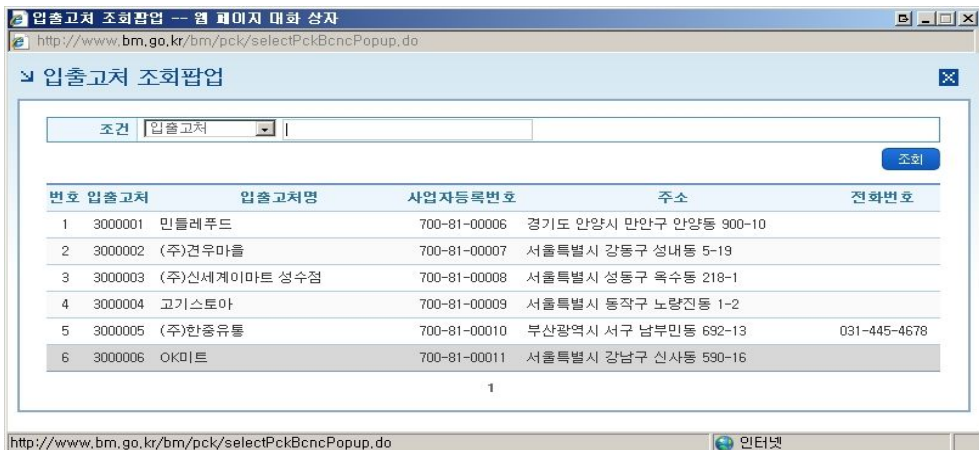 입출고처 조회팝업 -- 웹 페이지 대화 상자
http://www.bm.go.kr/bm/pck/selectPckBcncPopup.do
입출고처 조회팝업
조건 입출고처
조회
번호 입출고처 입출고처명 사업자등록번호 주소 전화번호
1 3000001 민들레푸드 700-81-00006 경기도 안양시 만안구 안양동 900-10
2 3000002 (주)견우마을 700-81-00007 서울특별시 강동구 성내동 5-19
3 3000003 (주)신세계이마트 성수점 700-81-00008 서울특별시 성동구 옥수동 218-1
4 3000004 고기스토아 700-81-00009 서울특별시 동작구 노량진동 1-2
5 3000005 (주)한중유통 700-81-00010 부산광역시 서구 남부민동 692-13 031-445-4678
6 3000006 OK미트 700-81-00011 서울특별시 강남구 신사동 590-16
1
http://www.bm.go.kr/bm/pck/selectPckBcncPopup.do 인터넷